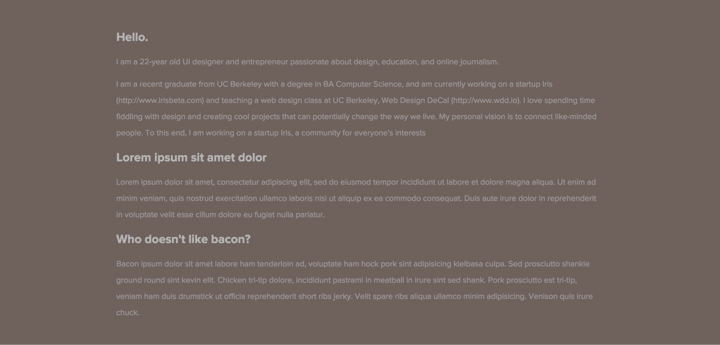 Hello.
I am a 22-year old UI designer and entrepreneur passionate about design, education, and online journalism.
I am a recent graduate from UC Berkeley with a degree in BA Computer Science, and am currently working on a startup Iris
(http://www.irisbeta.com) and teaching a web design class at UC Berkeley, Web Design DeCal (http://www.wdd.io). I love spending time
fiddling with design and creating cool projects that can potentially change the way we live. My personal vision is to connect like-minded
people. To this end, I am working on a startup Iris, a community for everyone's interests
Lorem ipsum sit amet dolor
Lorem ipsum dolor sit amet, consectetur adipiscing elit, sed do eiusmod tempor incididunt ut labore et dolore magna aliqua. Ut enim ad
minim veniam, quis nostrud exercitation ullamco laboris nisi ut aliquip ex ea commodo consequat. Duis aute irure dolor in reprehenderit
in voluptate velit esse cillum dolore eu fugiat nulla pariatur.
Who doesn't like bacon?
Bacon ipsum dolor sit amet labore ham tenderloin ad, voluptate ham hock pork sint adipisicing kielbasa culpa. Sed prosciutto shankle
ground round sint kevin elit. Chicken tri-tip dolore, incididunt pastrami in meatball in irure sint sed shank. Pork prosciutto est tri-tip,
veniam ham duis drumstick ut officia reprehenderit short ribs jerky. Velit spare ribs aliqua ullamco minim adipisicing. Venison quis irure
chuck.